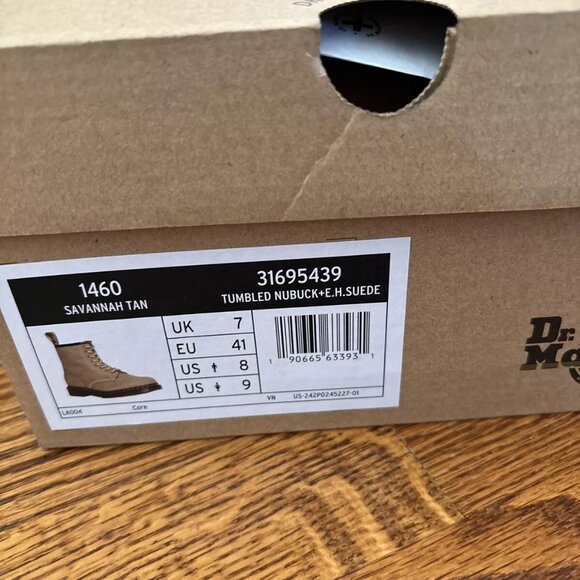 1460
SAVANNAH TAN
31695439
TUMBLED NUBUCK+E.H.SUEDE
UK 7
EU 41
US 8
US 9
1 90665 63393 1
LA004 Core
VN US-242PO245227-01
Dr.
Ma